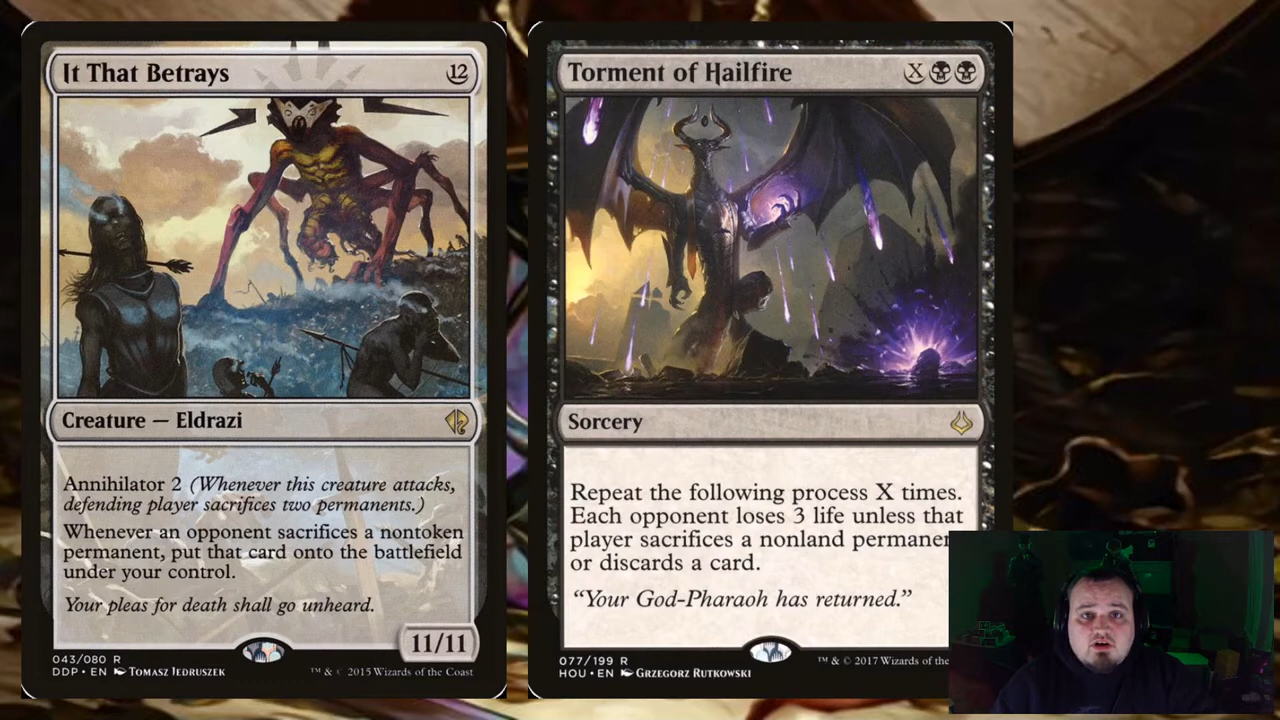 It That Betrays
12
Creature — Eldrazi
Annihilator 2 (Whenever this creature attacks,
defending player sacrifices two permanents.)
Whenever an opponent sacrifices a nontoken
permanent, put that card onto the battlefield
under your control.
Your pleas for death shall go unheard.
11/11
043/080 R
DDP • EN Tomasz Jedruszek
™ & © 2015 Wizards of the Coast
Torment of Hailfire
X
Sorcery
Repeat the following process X times.
Each opponent loses 3 life unless that
player sacrifices a nonland permanen
or discards a card.
“Your God-Pharaoh has returned.”
077/199 R
HOU • EN Grzegorz Rutkowski
™ & © 2017 Wizards of the